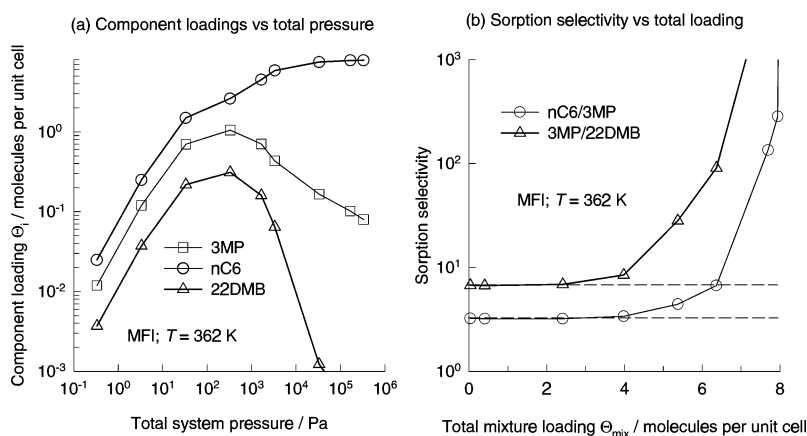 (a) Component loadings vs total pressure
Component loading Θi / molecules per unit cell
10^0
10^-1
10^-2
10^-3
3MP
nC6
22DMB
MFI; T = 362 K
10^-1 10^0 10^1 10^2 10^3 10^4 10^5 10^6
Total system pressure / Pa
(b) Sorption selectivity vs total loading
Sorption selectivity
10^3
10^2
10^1
10^0
nC6/3MP
3MP/22DMB
MFI; T = 362 K
0 2 4 6 8
Total mixture loading Θmix / molecules per unit cell